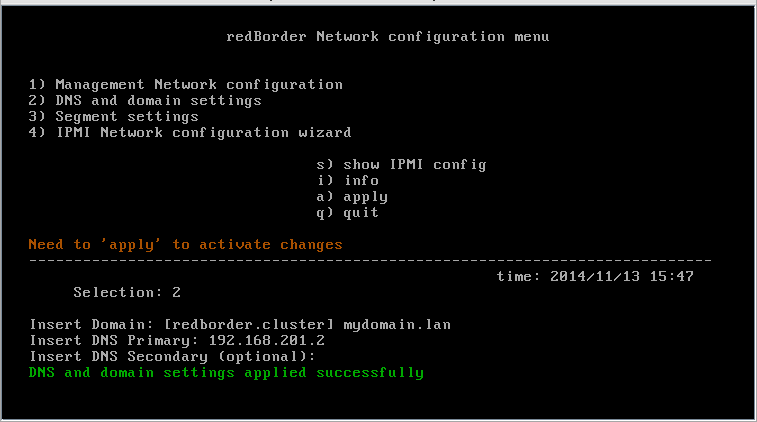 redBorder Network configuration menu
1) Management Network configuration
2) DNS and domain settings
3) Segment settings
4) IPMI Network configuration wizard
s) show IPMI config
i) info
a) apply
q) quit
Need to 'apply' to activate changes
----------------------------------------------------------------------------
time: 2014/11/13 15:47
Selection: 2
Insert Domain: [redborder.cluster] mydomain.lan
Insert DNS Primary: 192.168.201.2
Insert DNS Secondary (optional):
DNS and domain settings applied successfully